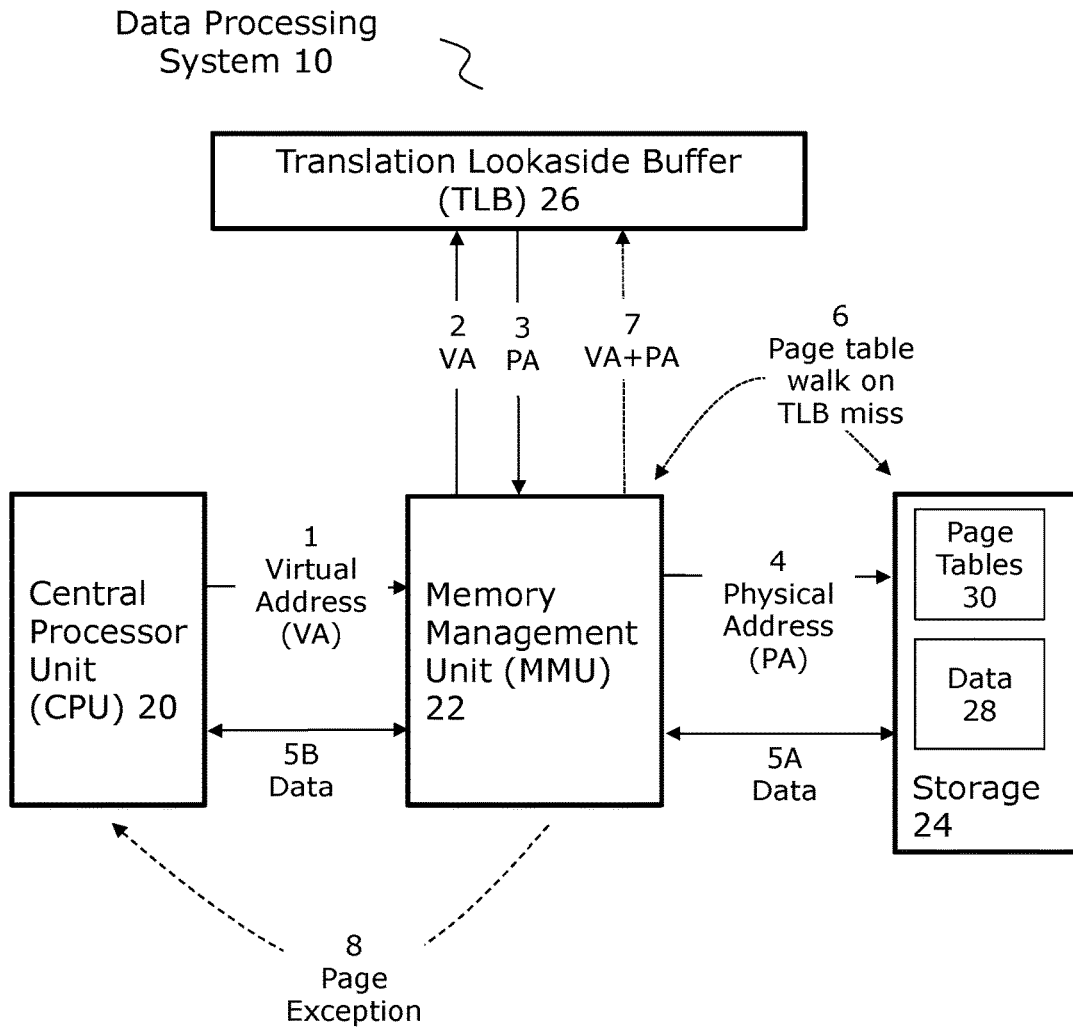 Data Processing
System 10
Translation Lookaside Buffer
(TLB) 26
2
VA
3
PA
7
VA+PA
6
Page table
walk on
TLB miss
Central
Processor
Unit
(CPU) 20
1
Virtual
Address
(VA)
5B
Data
Memory
Management
Unit (MMU)
22
4
Physical
Address
(PA)
5A
Data
Page
Tables
30
Data
28
Storage
24
8
Page
Exception